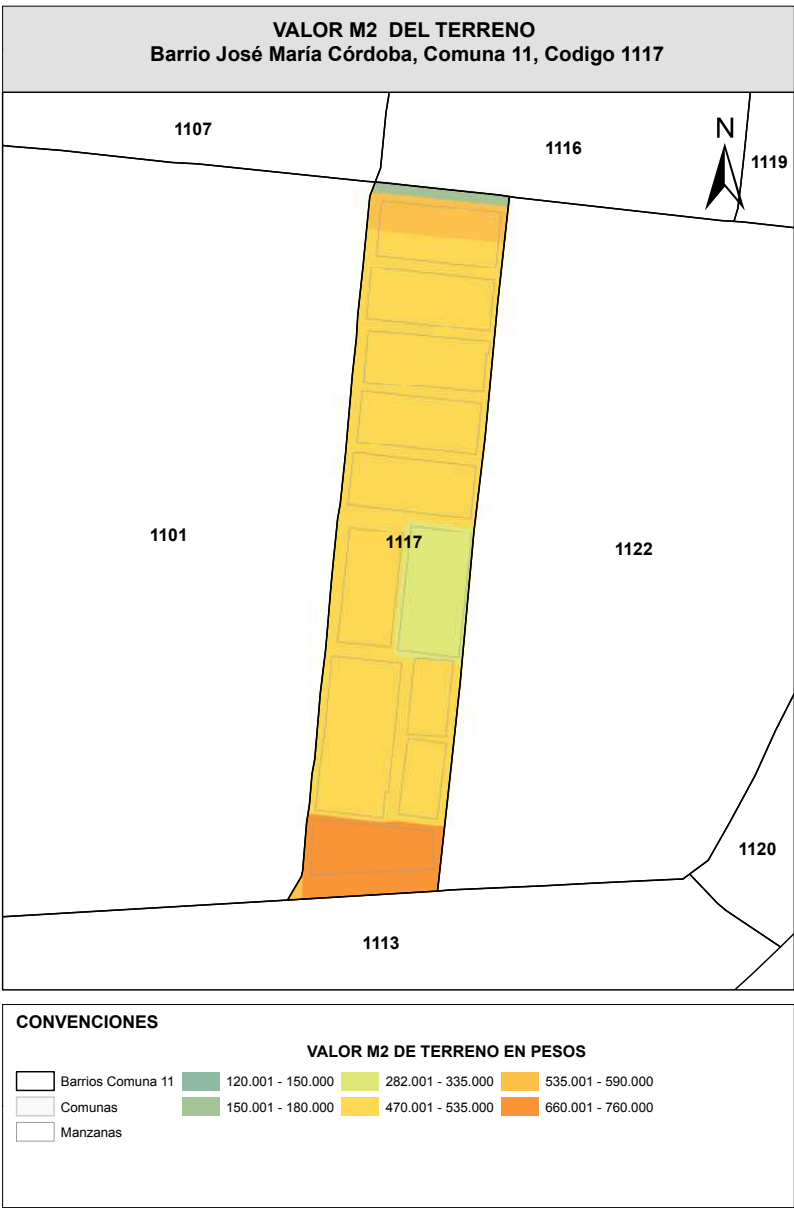 VALOR M2 DEL TERRENO
Barrio José María Córdoba, Comuna 11, Codigo 1117
1107
1116
N
1119
1101
1117
1122
1120
1113
CONVENCIONES
VALOR M2 DE TERRENO EN PESOS
Barrios Comuna 11 120.001 - 150.000 282.001 - 335.000 535.001 - 590.000
Comunas 150.001 - 180.000 470.001 - 535.000 660.001 - 760.000
Manzanas